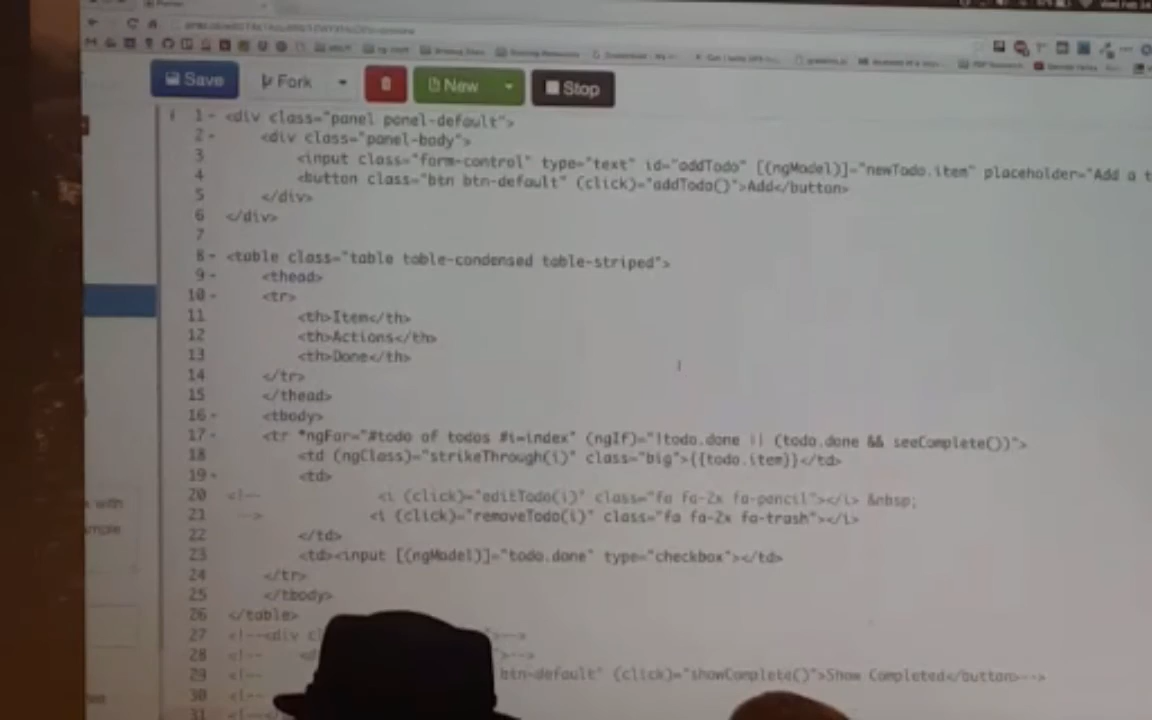 Save Fork New Stop
i 1 <div class="panel panel-default">
2 <div class="panel-body">
3 <input class="form-control" type="text" id="addTodo" [(ngModel)]="newTodo.item" placeholder="Add a t
4 <button class="btn btn-default" (click)="addTodo()">Add</button>
5 </div>
6 </div>
7
8 <table class="table table-condensed table-striped">
9 <thead>
10 <tr>
11 <th>Item</th>
12 <th>Actions</th>
13 <th>Done</th>
14 </tr>
15 </thead>
16 <tbody>
17 <tr *ngFor="#todo of todos #i=index" (ngIf)="!todo.done || (todo.done && seeComplete())">
18 <td (ngClass)="strikeThrough(i)" class="big">{{todo.item}}</td>
19 <td>
20 <!-- <i (click)="editTodo(i)" class="fa fa-2x fa-pencil"></i> &nbsp;
21 --> <i (click)="removeTodo(i)" class="fa fa-2x fa-trash"></i>
22 </td>
23 <td><input [(ngModel)]="todo.done" type="checkbox"></td>
24 </tr>
25 </tbody>
26 </table>
27 <!--<div cl "> -->
28 <!-- <d ">-->
29 <!-- btn-default" (click)="showComplete()">Show Completed</button>-->
30 <!--
31 <!--